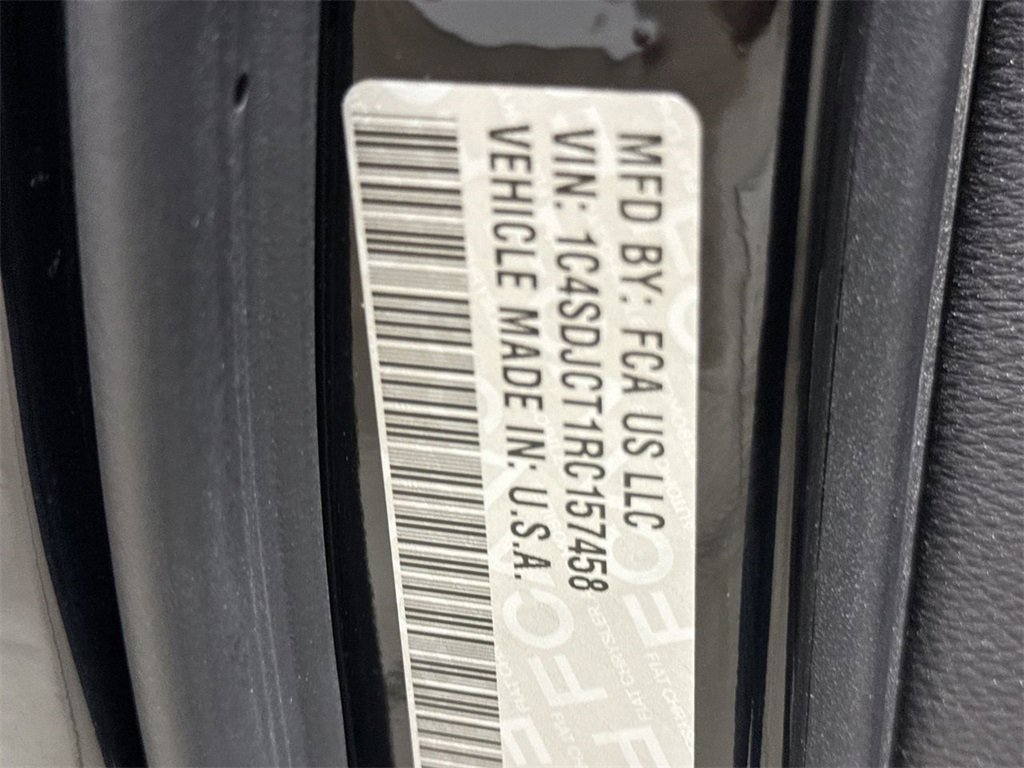 MFD BY: FCA US LLC
VIN: 1C4SDJCT1RC157458
VEHICLE MADE IN: U.S.A.